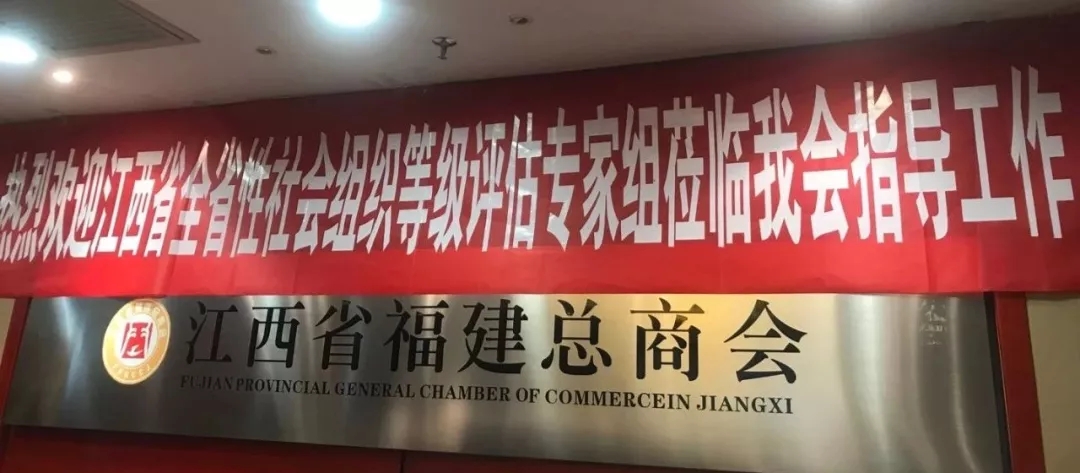 热烈欢迎江西省全省性社会组织等级评估专家组莅临我会指导工作
江西省福建总商会
FUJIAN PROVINCIAL GENERAL CHAMBER OF COMMERCEIN JIANGXI